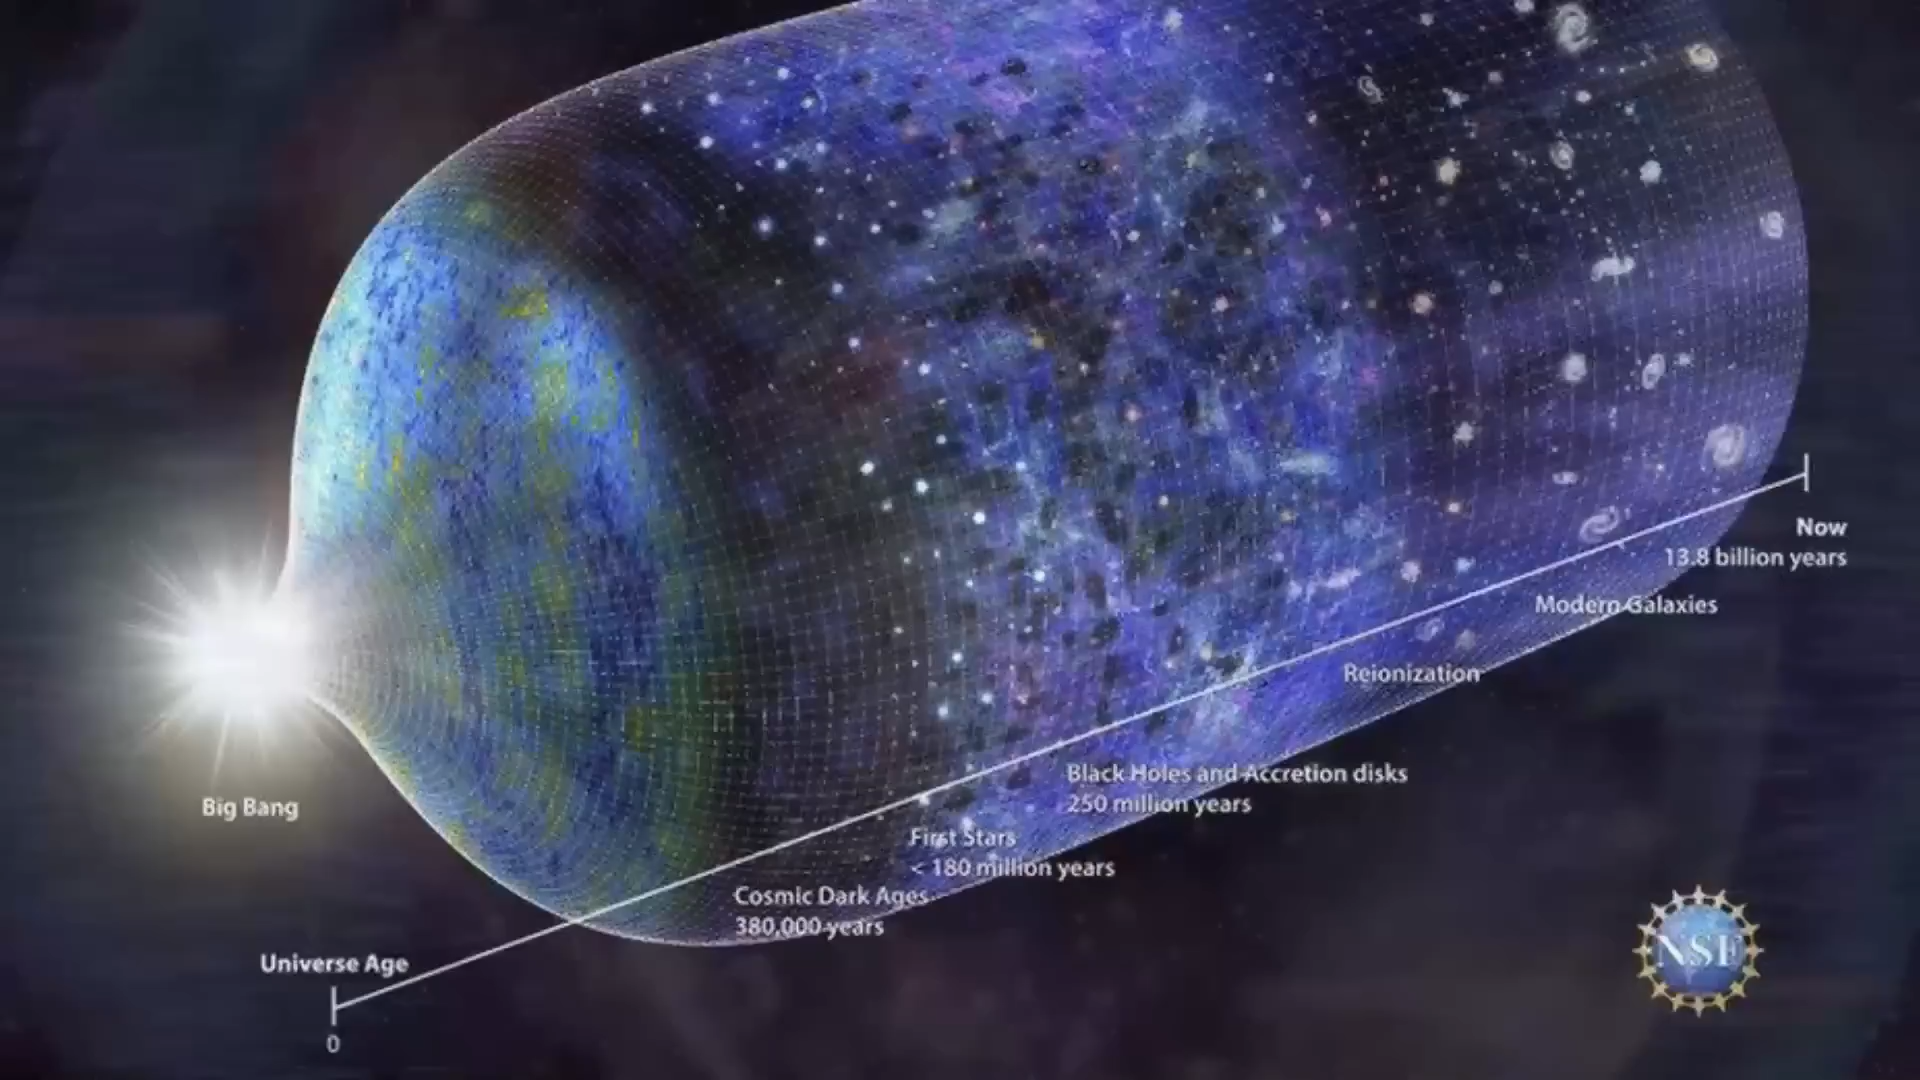 Big Bang
Universe Age
0
Cosmic Dark Ages
380,000 years
First Stars
< 180 million years
Black Holes and Accretion disks
250 million years
Reionization
Modern Galaxies
Now
13.8 billion years
NSF